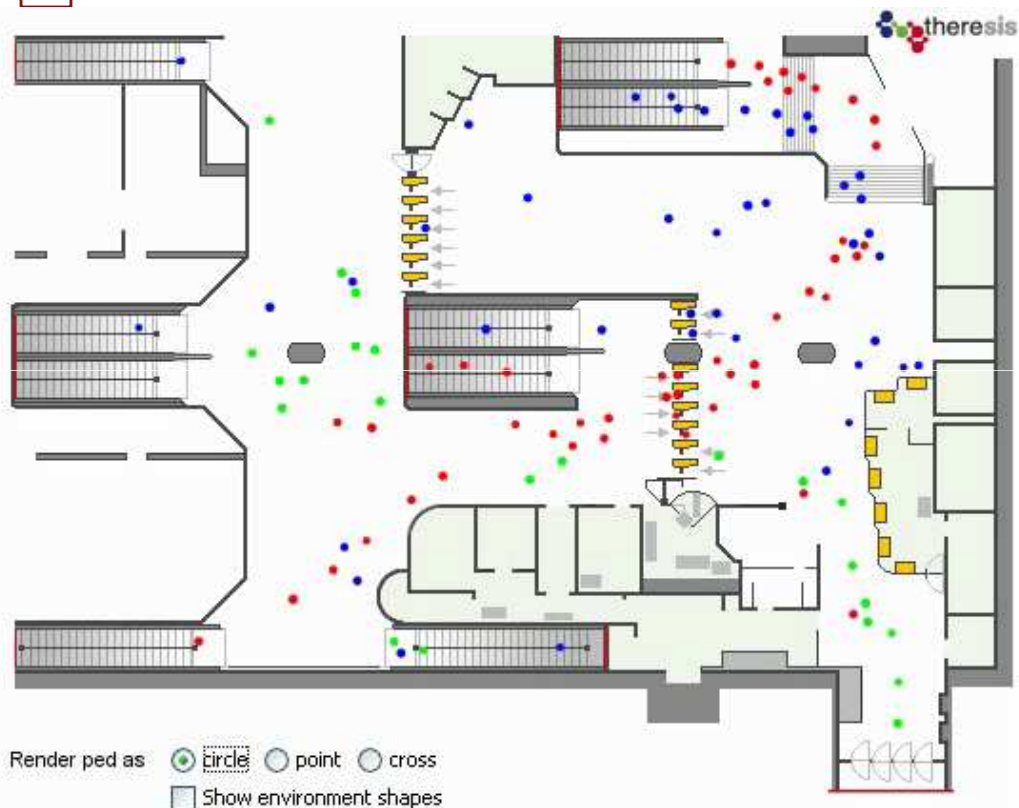 theresis
Render ped as circle point cross
Show environment shapes